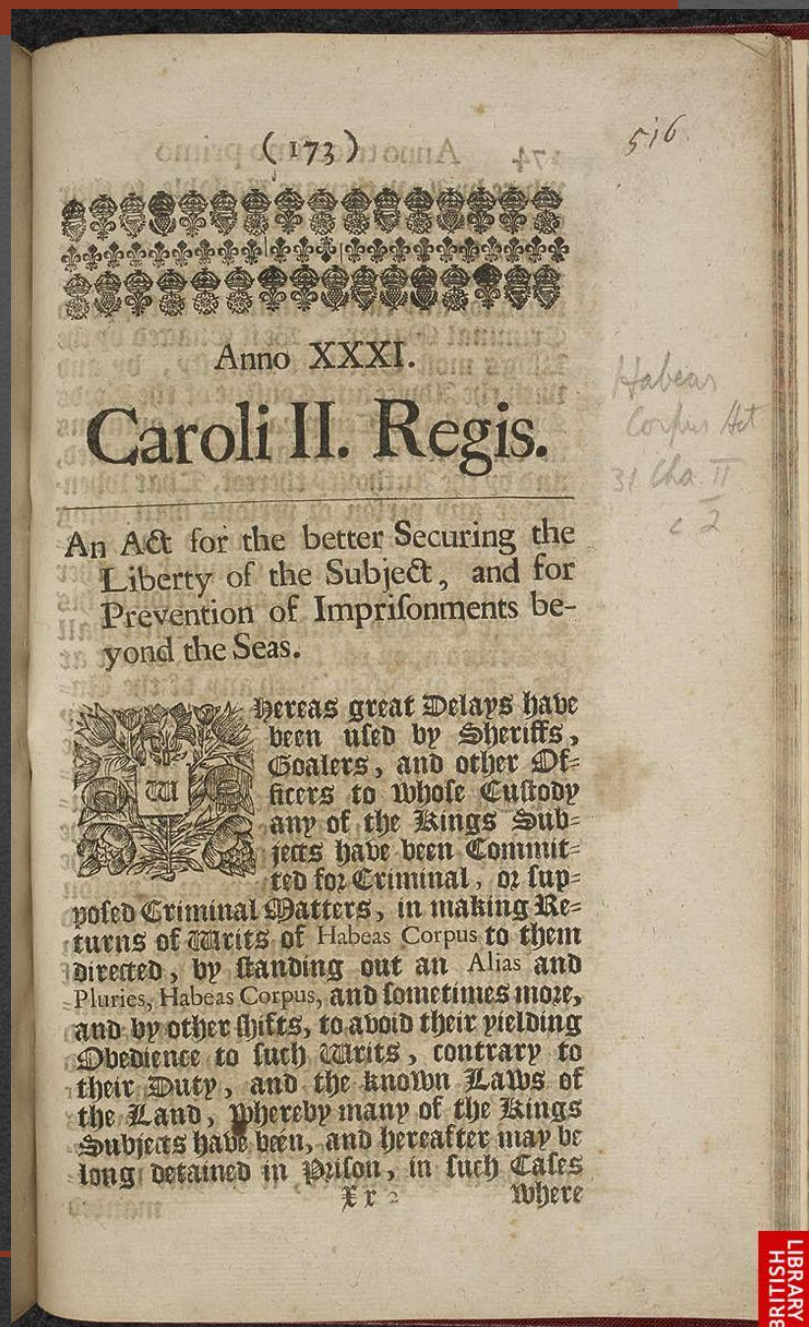 (173)
516
Anno XXXI.
Caroli II. Regis.
Habeas
Corpus Act
31 Cha II
c 2
An Act for the better Securing the
Liberty of the Subject, and for
Prevention of Impriſonments be-
yond the Seas.
WHereas great Delays have
been uſed by Sheriffs,
Goalers, and other Of-
ficers to whoſe Cuſtody
any of the Kings Sub-
jects have been Commit-
ted for Criminal, or ſup-
poſed Criminal Matters, in making Re-
turns of Writs of Habeas Corpus to them
directed, by ſtanding out an Alias and
Pluries, Habeas Corpus, and ſometimes more,
and by other ſhifts, to avoid their yielding
Obedience to ſuch Writs, contrary to
their Duty, and the known Laws of
the Land, whereby many of the Kings
Subjects have been, and hereafter may be
long detained in Priſon, in ſuch Caſes
Xx 2 where
BRITISH
LIBRARY